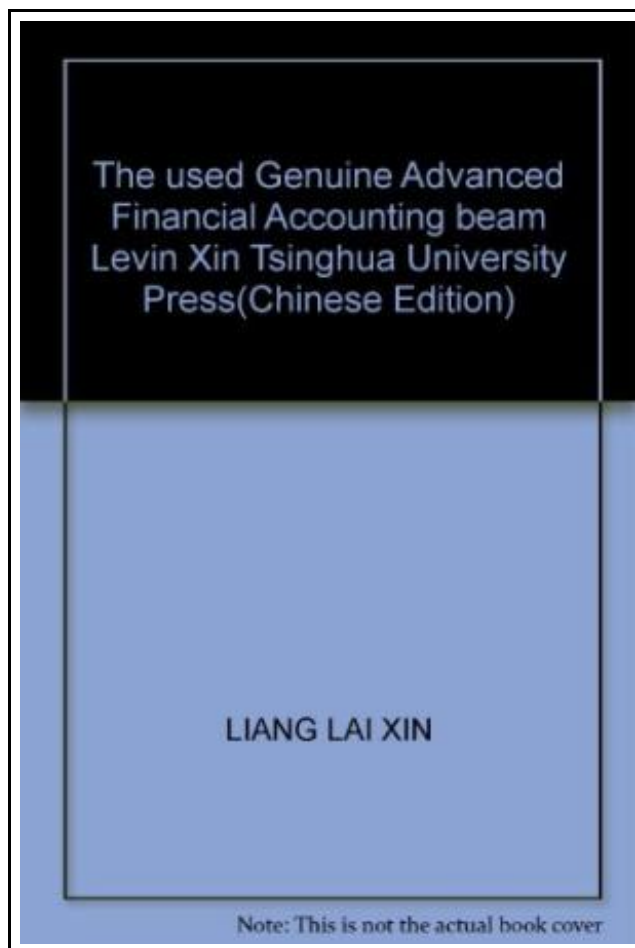 The used Genuine Advanced
Financial Accounting beam
Levin Xin Tsinghua University
Press(Chinese Edition)
LIANG LAI XIN
Note: This is not the actual book cover